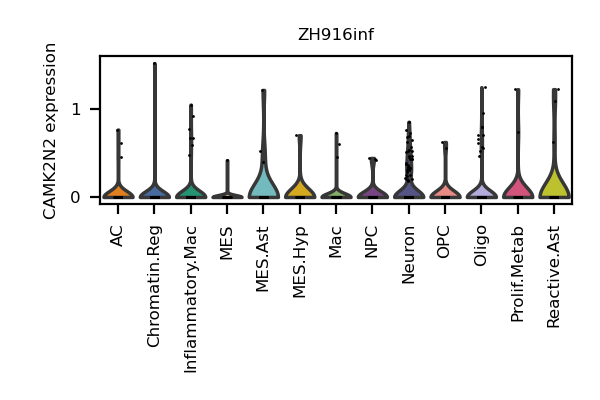 ZH916inf
CAMK2N2 expression
1
0
AC
Chromatin.Reg
Inflammatory.Mac
MES
MES.Ast
MES.Hyp
Mac
NPC
Neuron
OPC
Oligo
Prolif.Metab
Reactive.Ast